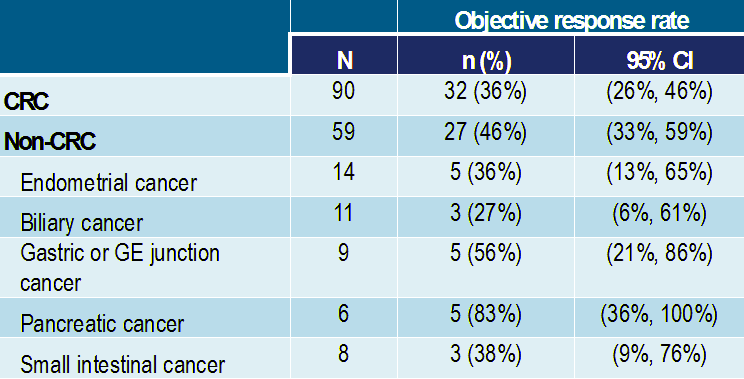 Objective response rate
N n (%) 95% CI
CRC 90 32 (36%) (26%, 46%)
Non-CRC 59 27 (46%) (33%, 59%)
Endometrial cancer 14 5 (36%) (13%, 65%)
Biliary cancer 11 3 (27%) (6%, 61%)
Gastric or GE junction
cancer 9 5 (56%) (21%, 86%)
Pancreatic cancer 6 5 (83%) (36%, 100%)
Small intestinal cancer 8 3 (38%) (9%, 76%)